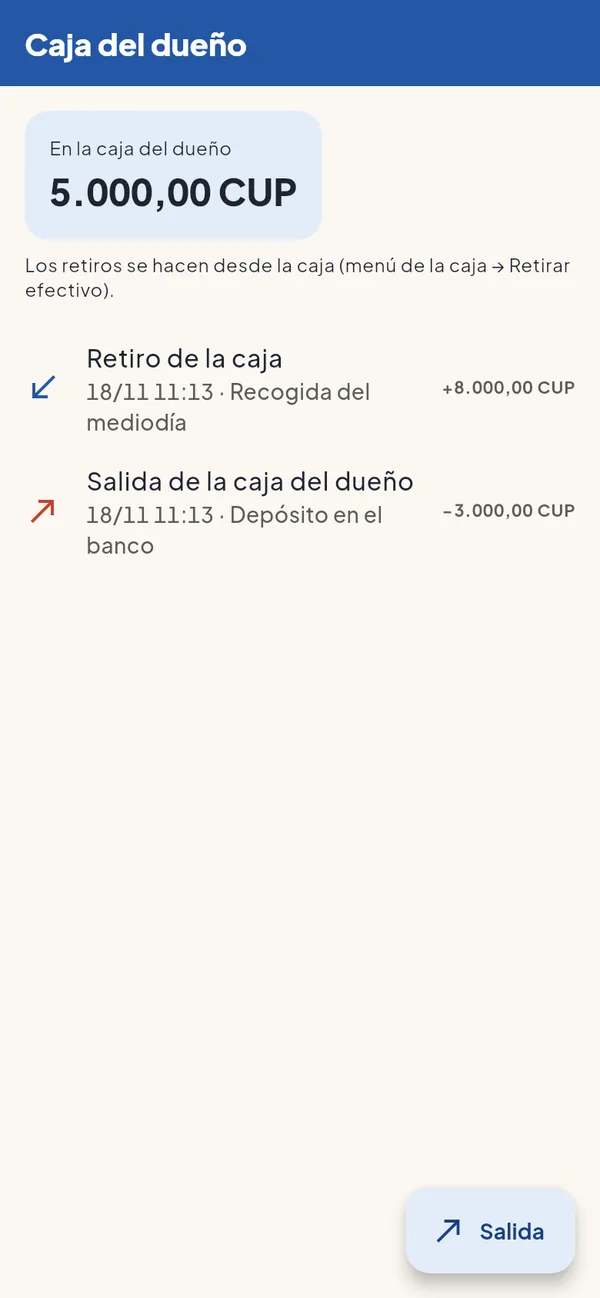 Caja del dueño
En la caja del dueño
5.000,00 CUP
Los retiros se hacen desde la caja (menú de la caja → Retirar
efectivo).
Retiro de la caja
18/11 11:13 · Recogida del
mediodía
+8.000,00 CUP
Salida de la caja del dueño
18/11 11:13 · Depósito en el
banco
−3.000,00 CUP
Salida